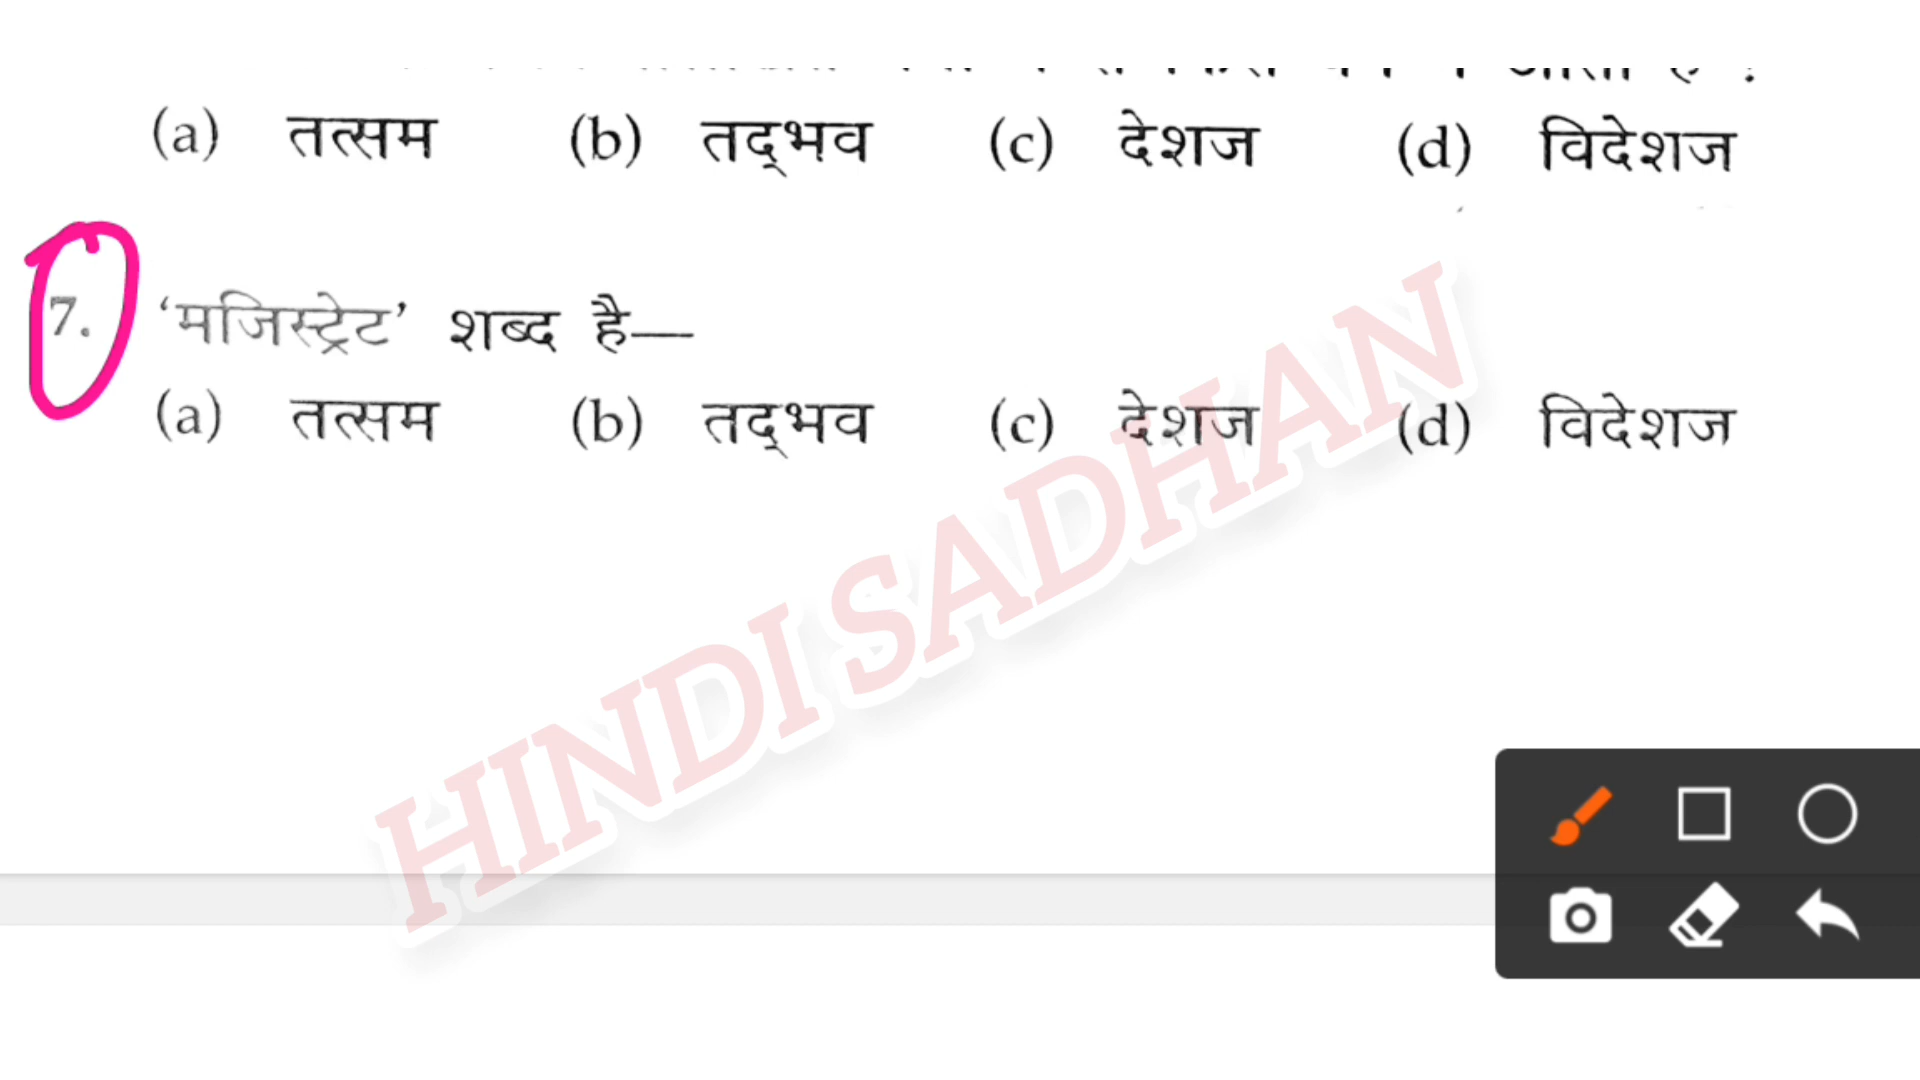 (a) तत्सम (b) तद्भव (c) देशज (d) विदेशज
7. ‘मजिस्ट्रेट’ शब्द है—
(a) तत्सम (b) तद्भव (c) देशज (d) विदेशज
HINDI SADHAN